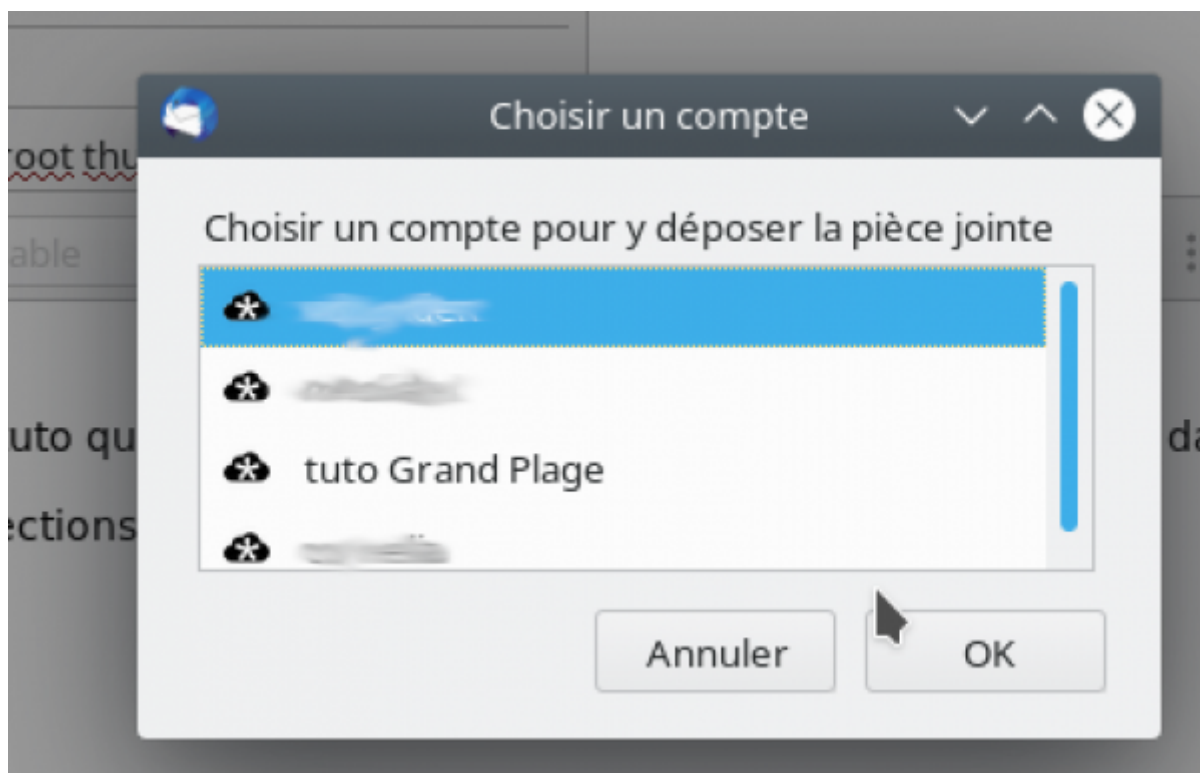 Choisir un compte
root thu
Choisir un compte pour y déposer la pièce jointe
able
tuto Grand Plage
uto qu
da
ections
Annuler
OK